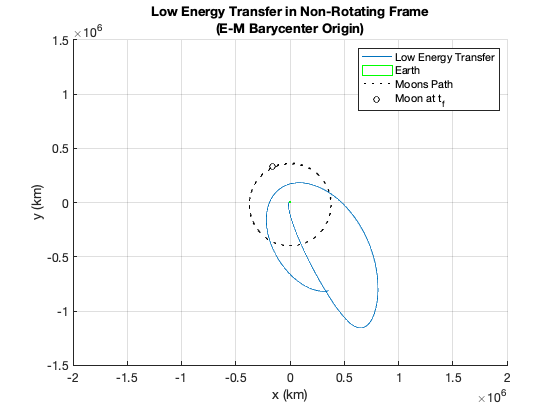 Low Energy Transfer in Non-Rotating Frame
(E-M Barycenter Origin)
×10^6
1.5
1
0.5
0
-0.5
-1
-1.5
y (km)
Low Energy Transfer
Earth
Moons Path
Moon at t_f
-2
-1.5
-1
-0.5
0
0.5
1
1.5
2
x (km)
×10^6